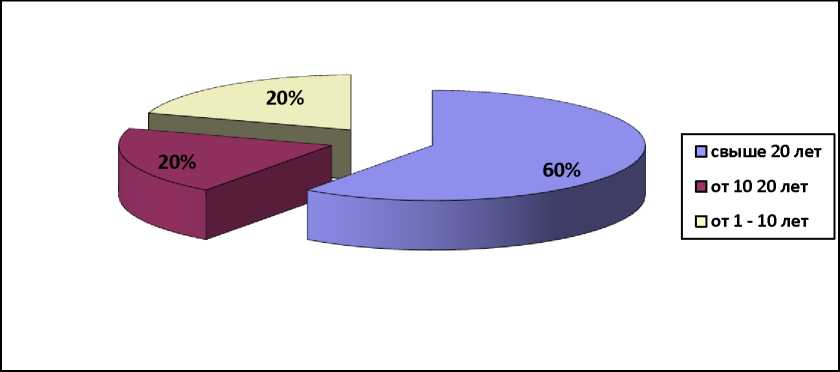 20%
20%
60%
свыше 20 лет
от 10 20 лет
от 1 - 10 лет